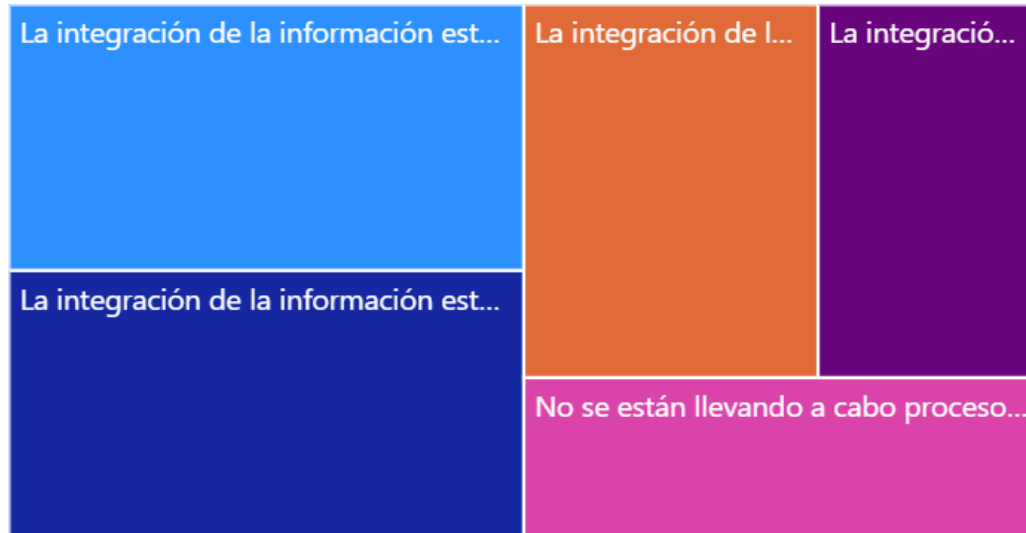 La integración de la información est...
La integración de l...
La integració...
La integración de la información est...
No se están llevando a cabo proceso...